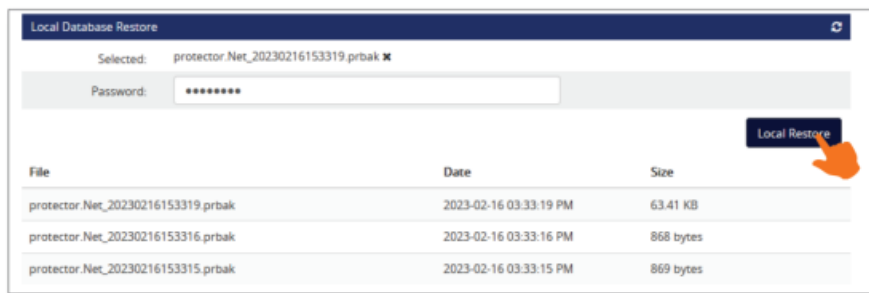 Local Database Restore
Selected: protector.Net_20230216153319.prbak ✖
Password: ●●●●●●●●
Local Restore
File Date Size
protector.Net_20230216153319.prbak 2023-02-16 03:33:19 PM 63.41 KB
protector.Net_20230216153316.prbak 2023-02-16 03:33:16 PM 868 bytes
protector.Net_20230216153315.prbak 2023-02-16 03:33:15 PM 869 bytes